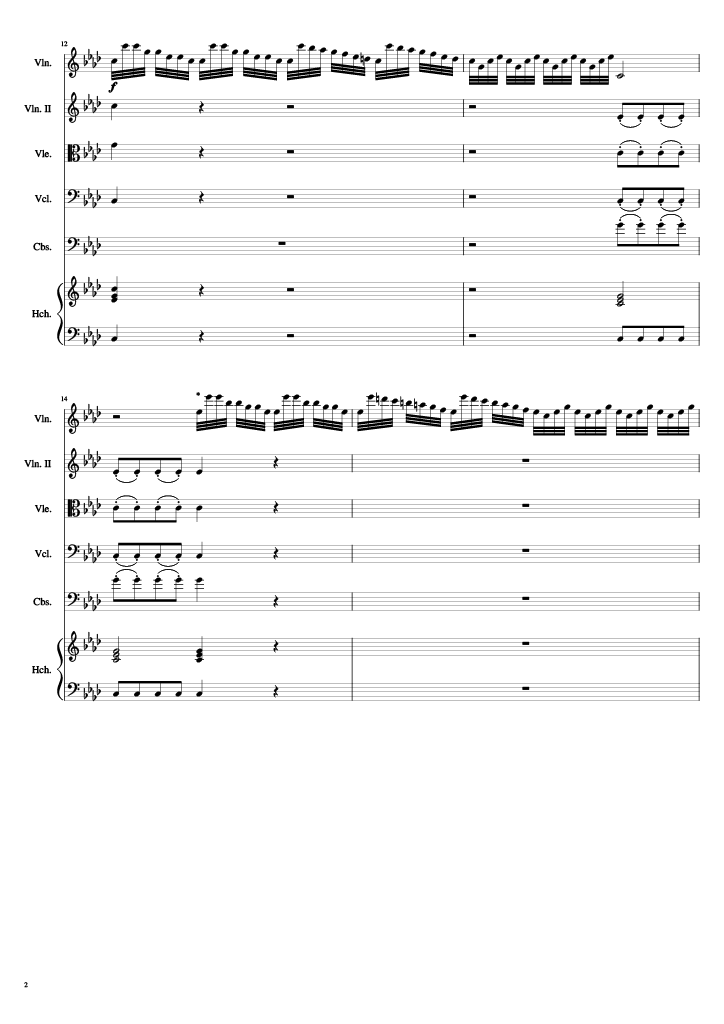 12
Vln.
f
Vln. II
Vle.
Vcl.
Cbs.
Hch.
14
Vln.
Vln. II
Vle.
Vcl.
Cbs.
Hch.
2